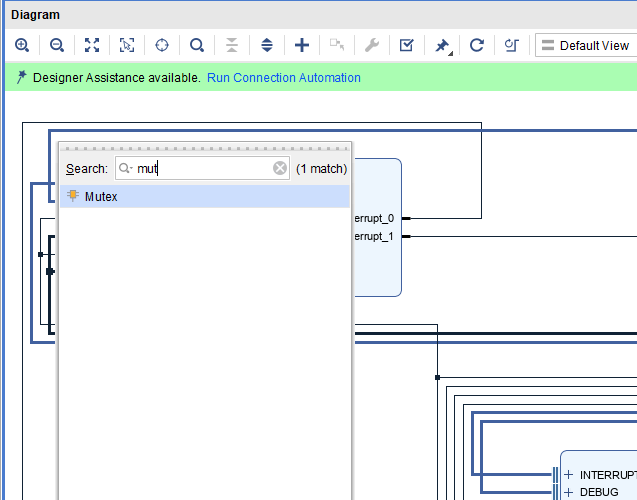 Diagram
Default View
Designer Assistance available. Run Connection Automation
Search: mut (1 match)
Mutex
errupt_0
errupt_1
INTERRUPT
DEBUG